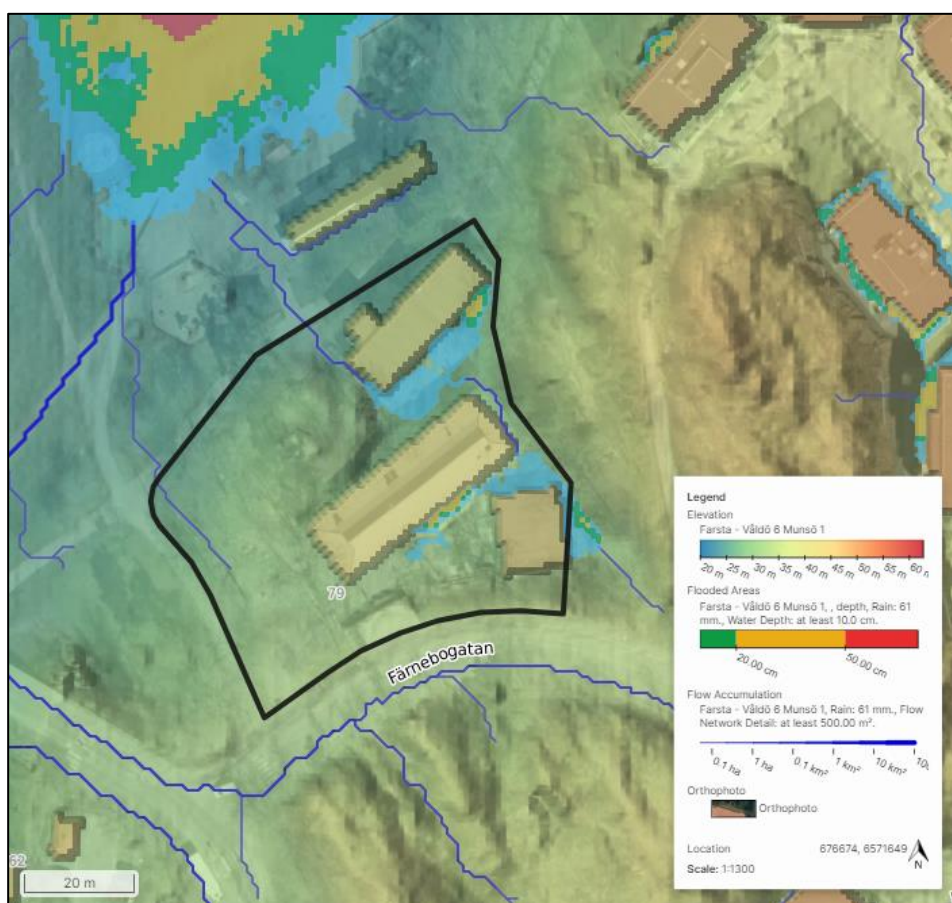 79
Färnebogatan
62
20 m
Legend
Elevation
Farsta - Våldö 6 Munsö 1
20 m 25 m 30 m 35 m 40 m 45 m 50 m 55 m 60 m
Flooded Areas
Farsta - Våldö 6 Munsö 1, , depth, Rain: 61
mm., Water Depth: at least 10.0 cm.
20.00 cm 50.00 cm
Flow Accumulation
Farsta - Våldö 6 Munsö 1, Rain: 61 mm., Flow
Network Detail: at least 500.00 m².
0.1 ha 1 ha 0.1 km² 1 km² 10 km²
Orthophoto
Orthophoto
Location 676674, 6571649
N
Scale: 1:1300